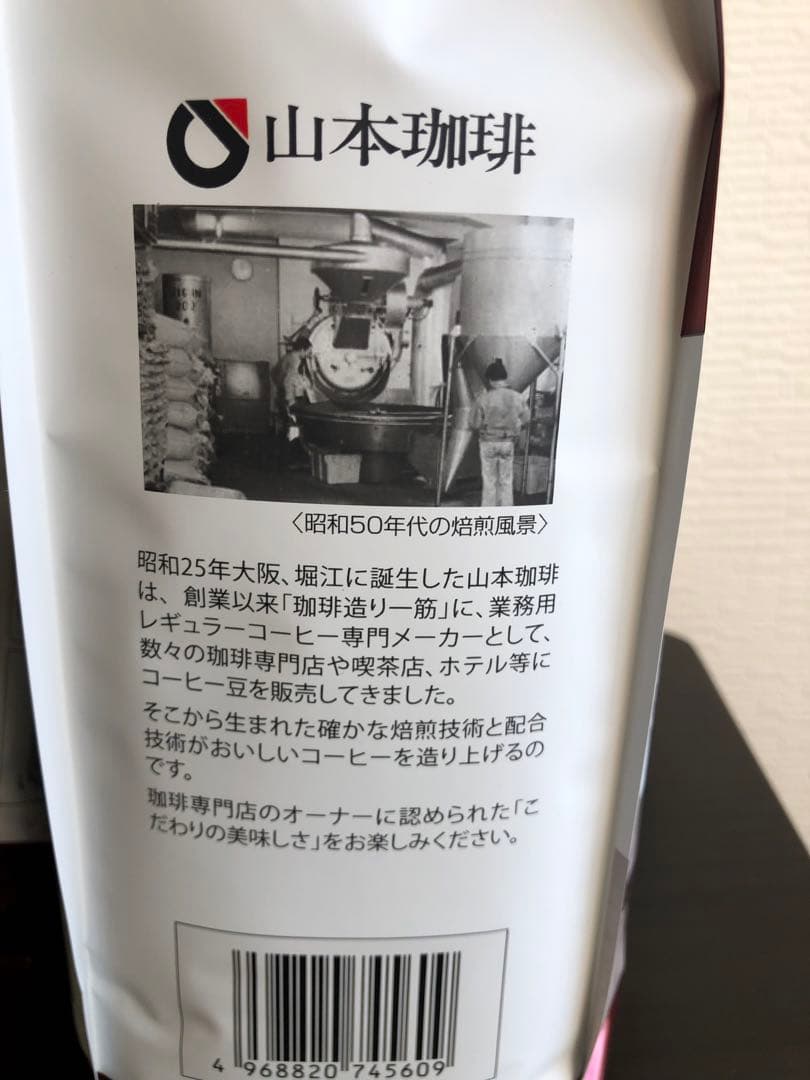 山本珈琲
〈昭和50年代の焙煎風景〉
昭和25年大阪、堀江に誕生した山本珈琲
は、創業以来「珈琲造り一筋」に、業務用
レギュラーコーヒー専門メーカーとして、
数々の珈琲専門店や喫茶店、ホテル等に
コーヒー豆を販売してきました。
そこから生まれた確かな焙煎技術と配合
技術がおいしいコーヒーを造り上げるの
です。
珈琲専門店のオーナーに認められた「こ
だわりの美味しさ」をお楽しみください。
4 968820 745609